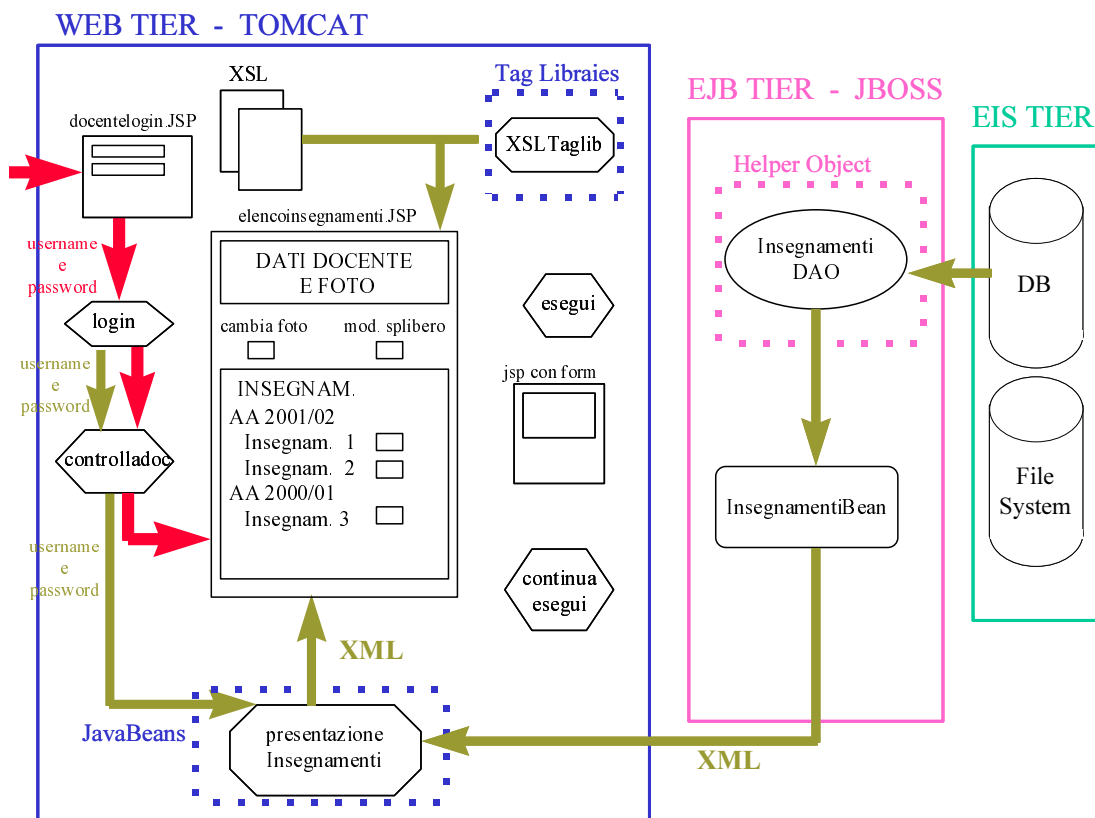 WEB TIER - TOMCAT
XSL
Tag Libraies
docentelogin.JSP
XSLTaglib
EJB TIER - JBOSS
EIS TIER
Helper Object
elencoinsegnamenti.JSP
username
e
password
DATI DOCENTE
E FOTO
Insegnamenti
DAO
DB
login
cambia foto
mod. splibero
esegui
username
e
password
jsp con form
INSEGNAM.
AA 2001/02
Insegnam. 1
Insegnam. 2
AA 2000/01
Insegnam. 3
controlladoc
InsegnamentiBean
File
System
username
e
password
continua
esegui
XML
JavaBeans
presentazione
Insegnamenti
XML